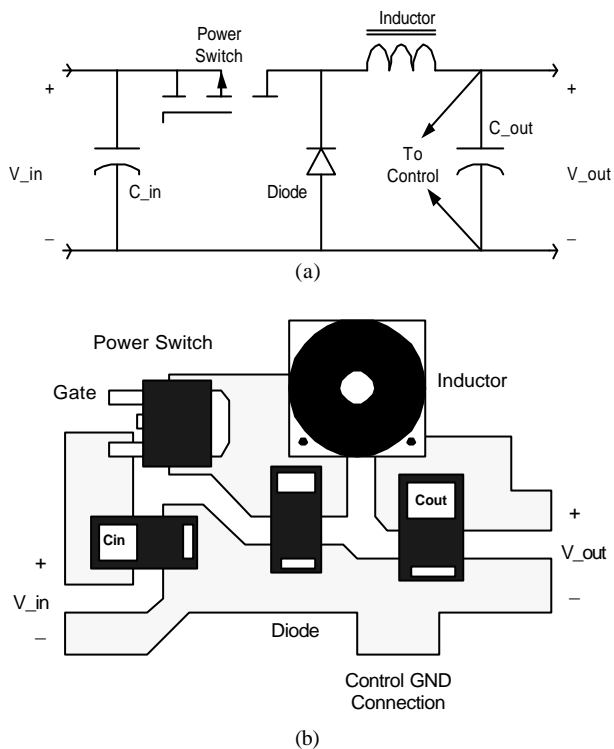 Inductor
Power
Switch
+
+
C_out
To
Control
V_in
C_in
Diode
V_out
–
–
(a)
Power Switch
Gate
Inductor
Cout
Cin
+
+
V_in
V_out
–
–
Diode
Control GND
Connection
(b)